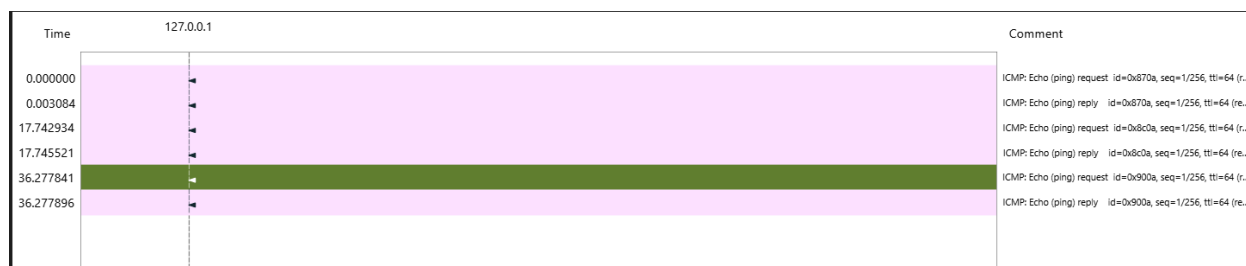 Time 127.0.0.1 Comment
0.000000 ICMP: Echo (ping) request id=0x870a, seq=1/256, ttl=64 (r...
0.003084 ICMP: Echo (ping) reply id=0x870a, seq=1/256, ttl=64 (re...
17.742934 ICMP: Echo (ping) request id=0x8c0a, seq=1/256, ttl=64 (r...
17.745521 ICMP: Echo (ping) reply id=0x8c0a, seq=1/256, ttl=64 (re...
36.277841 ICMP: Echo (ping) request id=0x900a, seq=1/256, ttl=64 (r...
36.277896 ICMP: Echo (ping) reply id=0x900a, seq=1/256, ttl=64 (re...